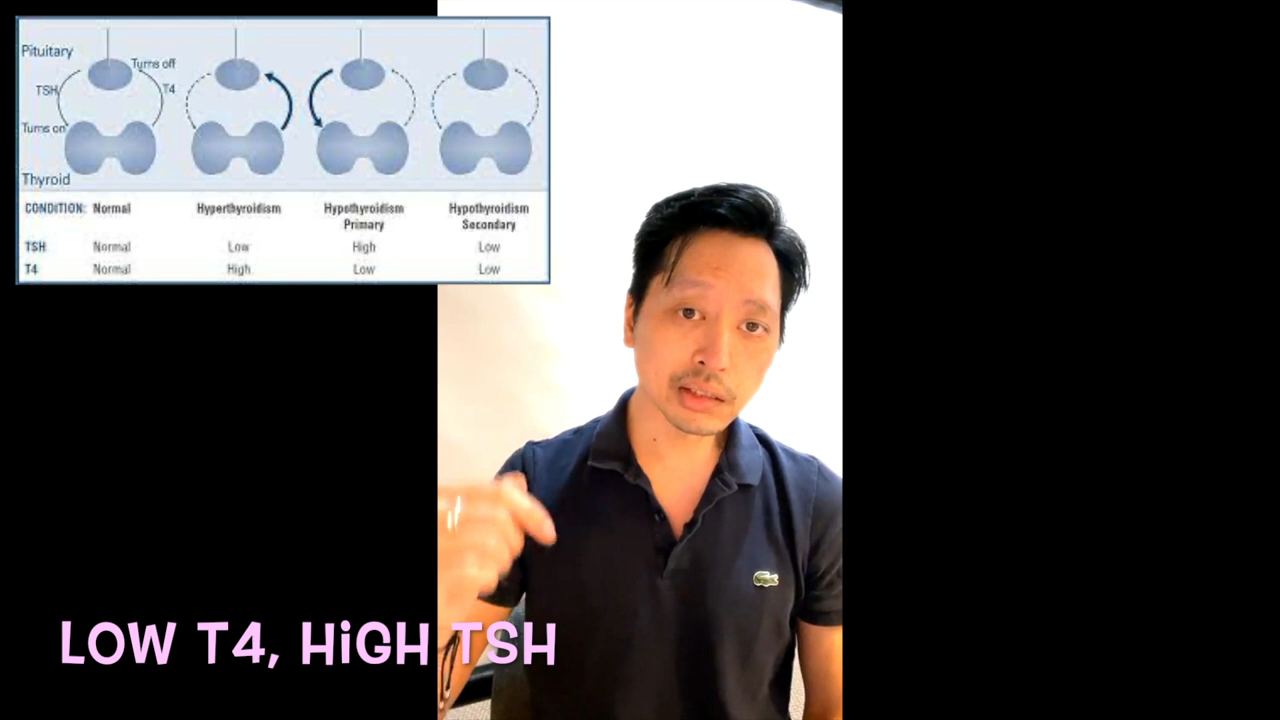 Pituitary
Turns off
TSH
T4
Turns on
Thyroid
CONDITION: Normal Hyperthyroidism Hypothyroidism Primary Hypothyroidism Secondary
TSH Normal Low High Low
T4 Normal High Low Low
LOW T4, HiGH TSH